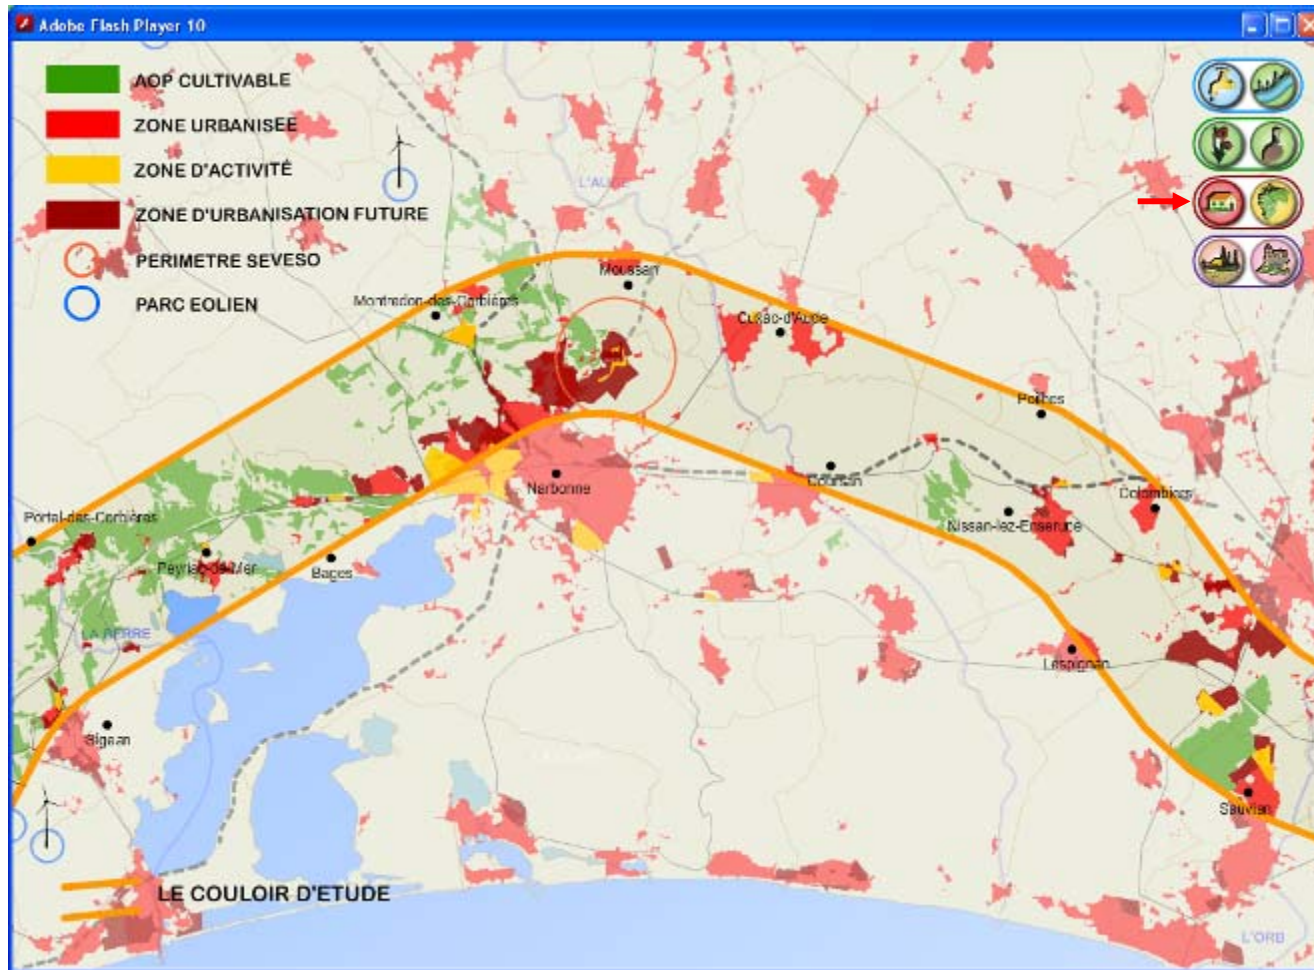 Adobe Flash Player 10
AOP CULTIVABLE
ZONE URBANISEE
ZONE D'ACTIVITÉ
ZONE D'URBANISATION FUTURE
PERIMETRE SEVESO
PARC EOLIEN
L'AUDE
Moussan
Montredon-des-Corbières
Cuxac-d'Aude
Poilhes
Narbonne
Coursan
Colombiers
Nissan-lez-Enserune
Portel-des-Corbières
Peyriac-de-Mer
Bages
LA BERRE
Lespignan
Sigean
Sauvian
LE COULOIR D'ETUDE
L'ORB